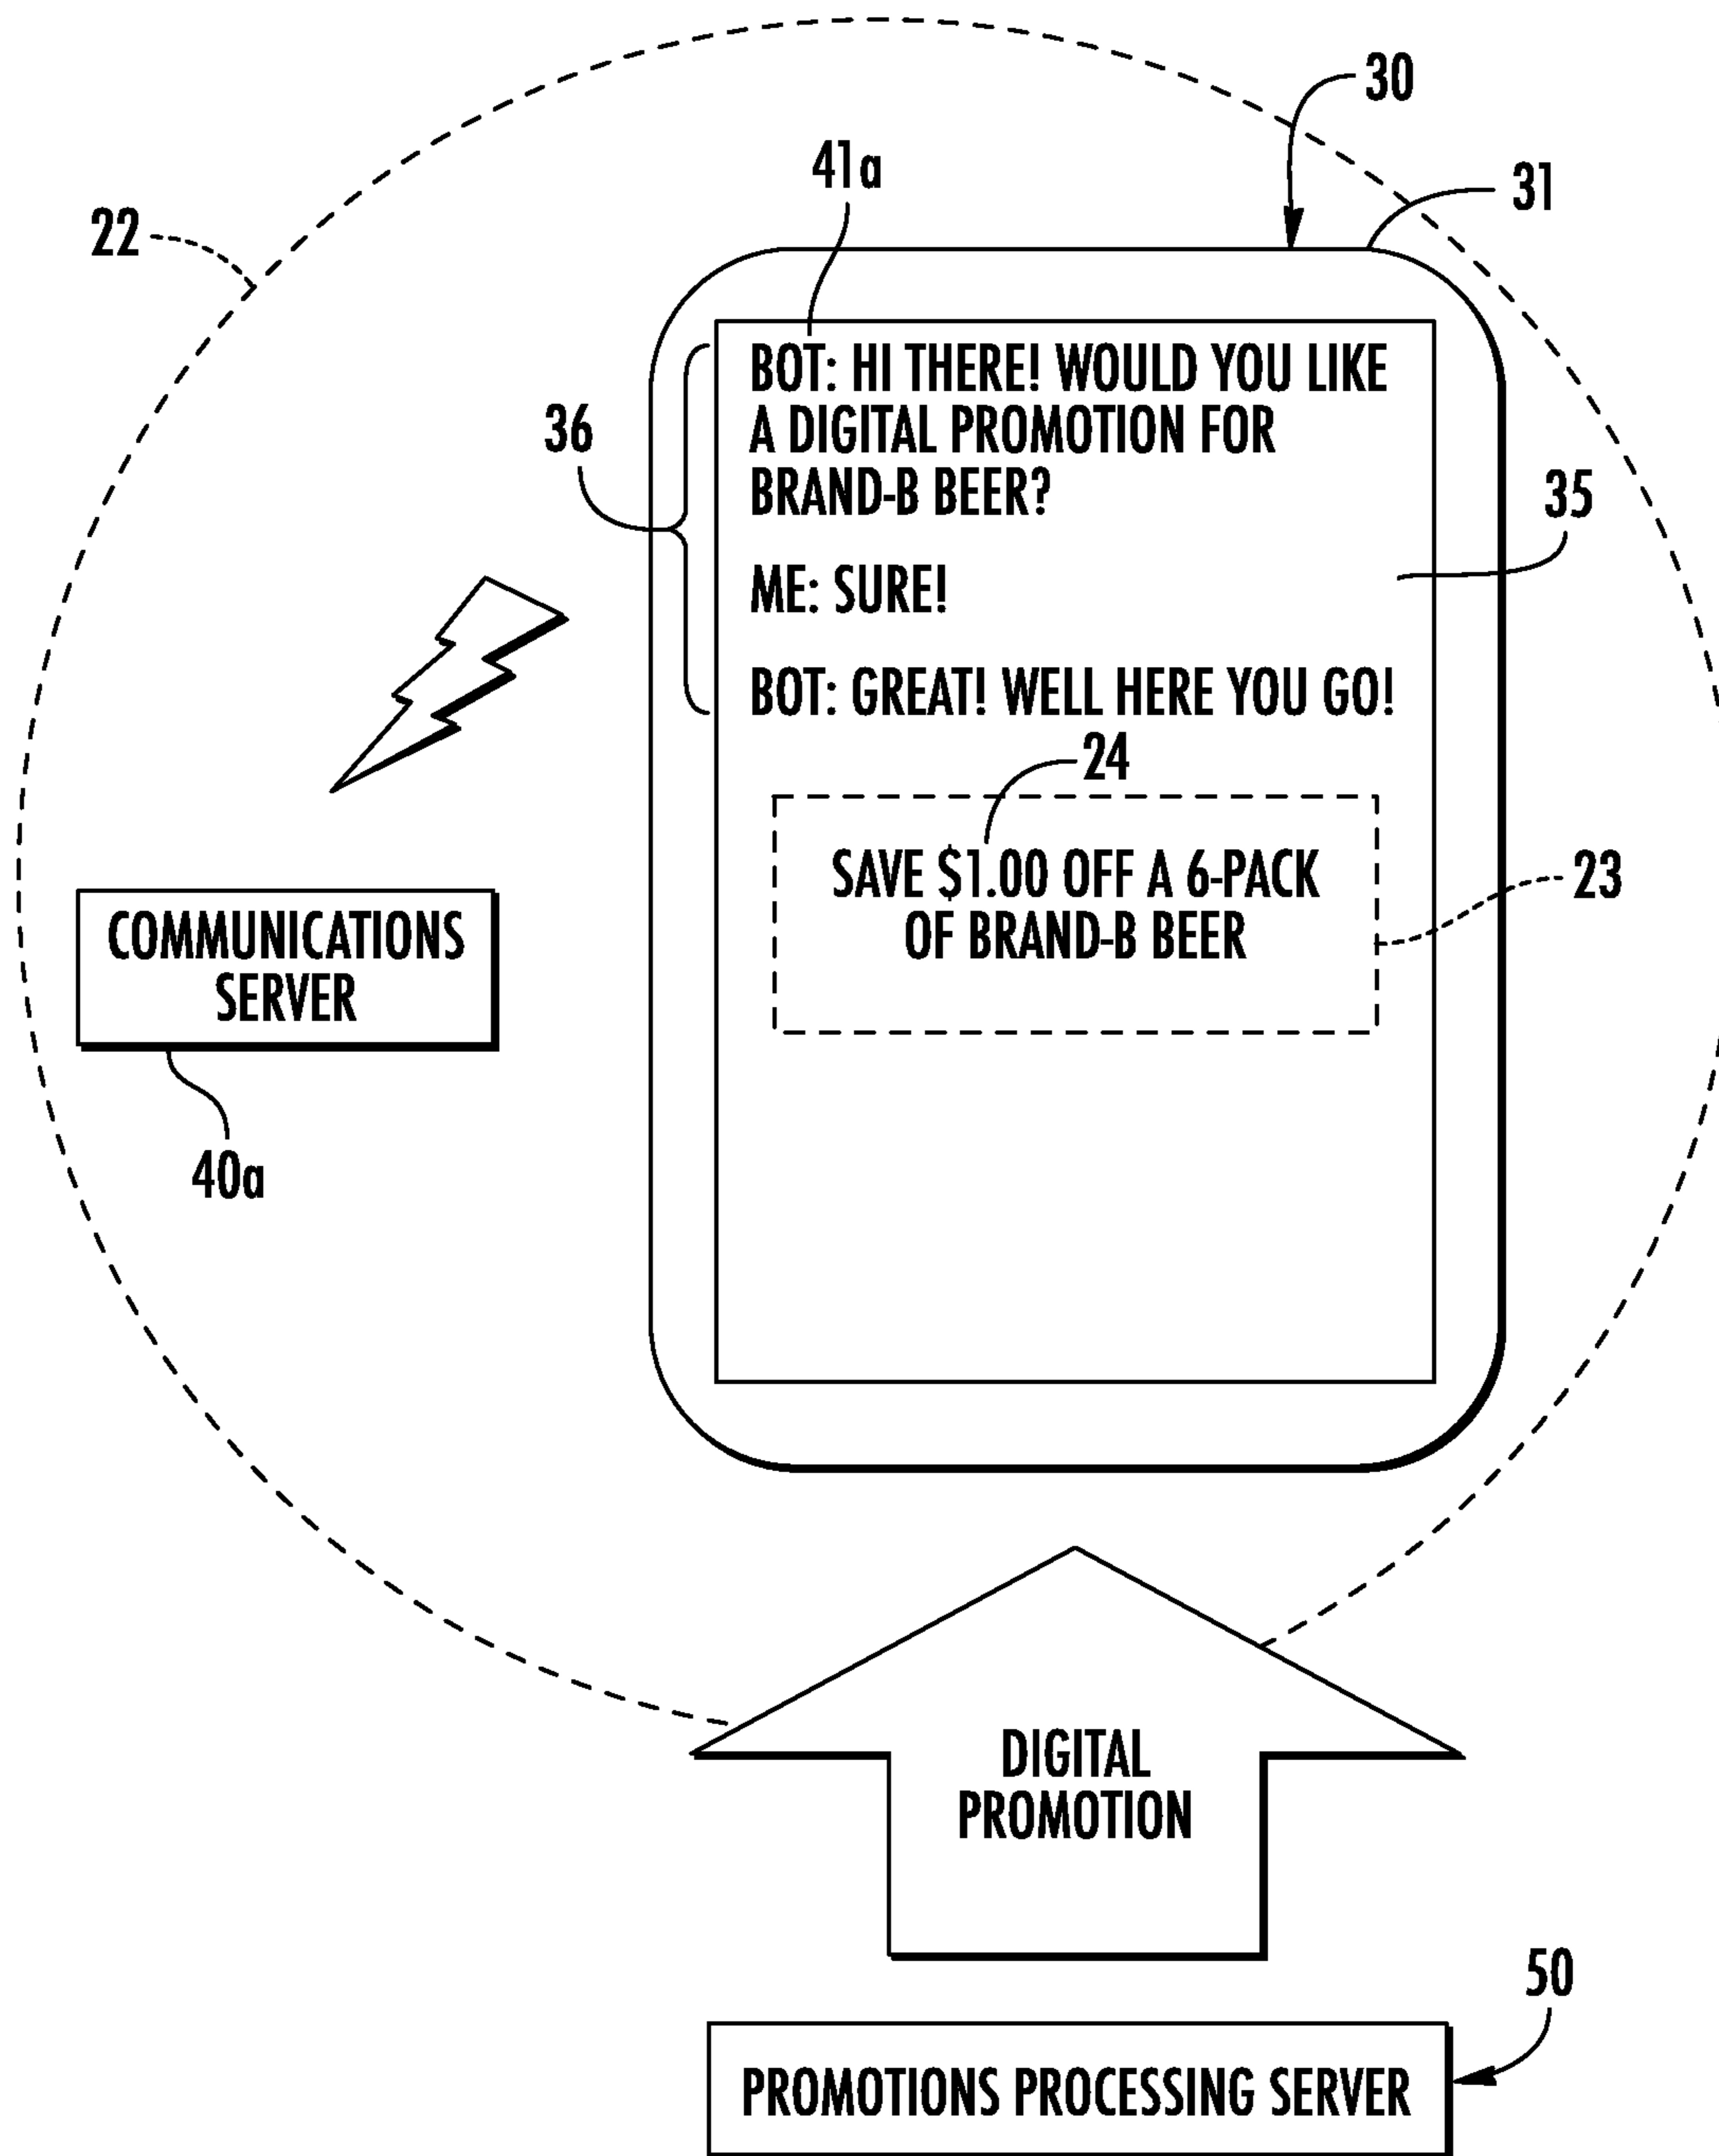 30
41a
31
22
BOT: HI THERE! WOULD YOU LIKE
A DIGITAL PROMOTION FOR
BRAND-B BEER?
36
35
ME: SURE!
BOT: GREAT! WELL HERE YOU GO!
24
SAVE $1.00 OFF A 6-PACK
OF BRAND-B BEER
23
COMMUNICATIONS
SERVER
40a
DIGITAL
PROMOTION
50
PROMOTIONS PROCESSING SERVER